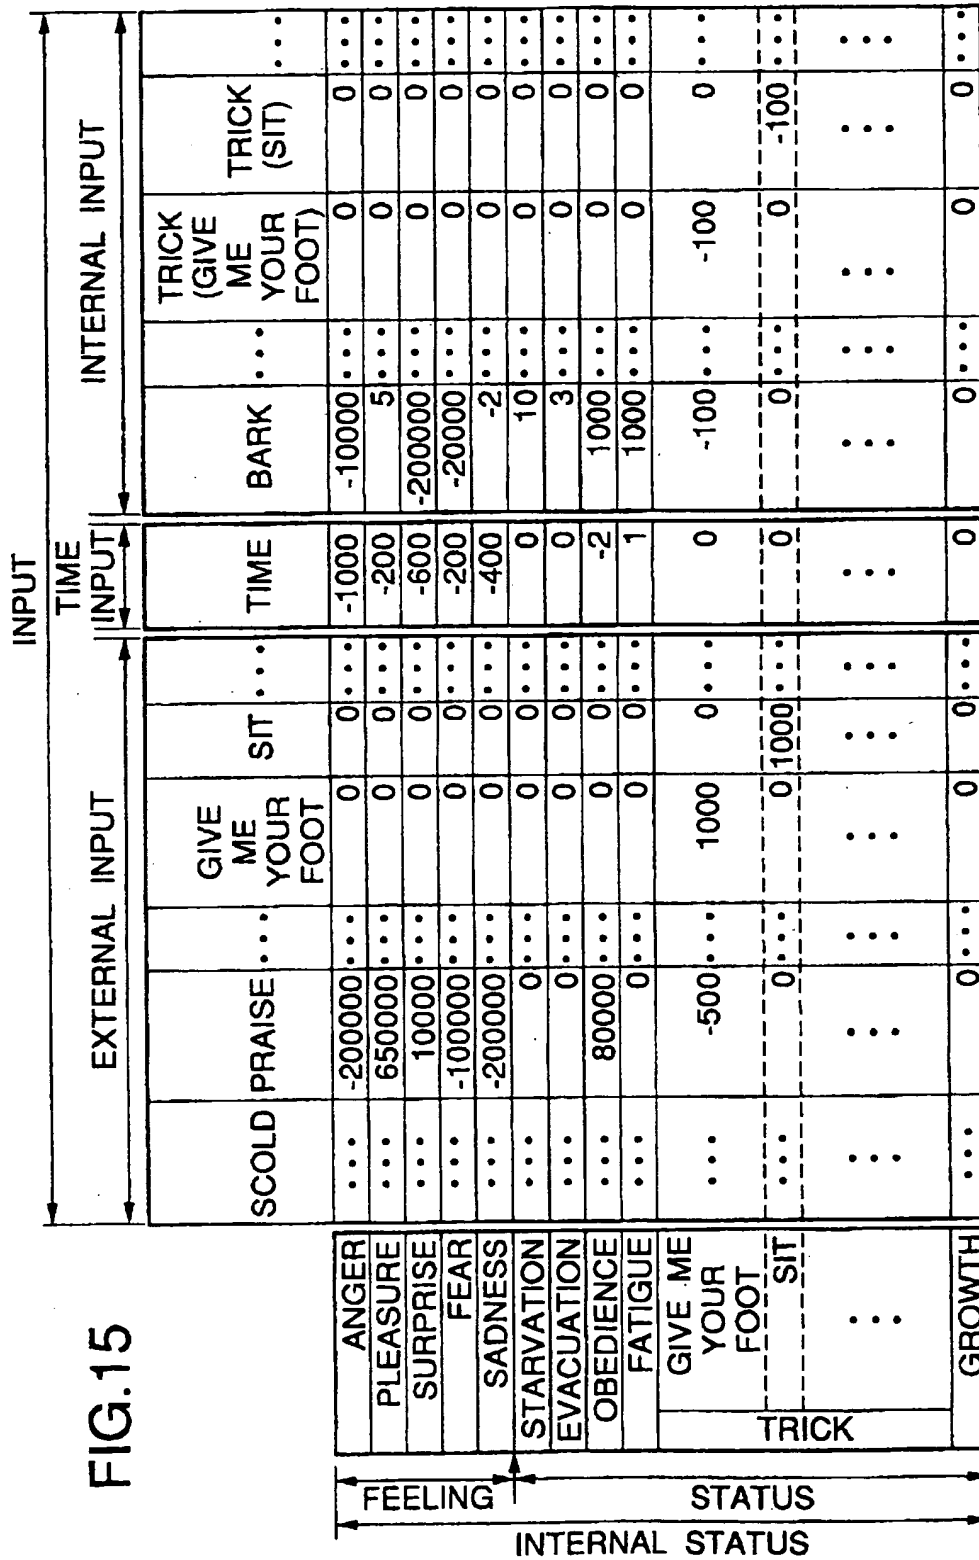 FIG.15
INPUT
EXTERNAL INPUT
TIME
INPUT
INTERNAL INPUT
SCOLD PRAISE ... GIVE ME YOUR FOOT SIT ... TIME BARK ... TRICK (GIVE ME YOUR FOOT) TRICK (SIT) ...
ANGER ... -200000 ... 0 0 ... -1000 -10000 ... 0 0 ...
PLEASURE ... 650000 ... 0 0 ... -200 5 ... 0 0 ...
SURPRISE ... 10000 ... 0 0 ... -600 -200000 ... 0 0 ...
FEAR ... -100000 ... 0 0 ... -200 -20000 ... 0 0 ...
SADNESS ... -200000 ... 0 0 ... -400 -2 ... 0 0 ...
STARVATION ... 0 ... 0 0 ... 0 10 ... 0 0 ...
EVACUATION ... 0 ... 0 0 ... 0 3 ... 0 0 ...
OBEDIENCE ... 80000 ... 0 0 ... -2 1000 ... 0 0 ...
FATIGUE ... 0 ... 0 0 ... 1 1000 ... 0 0 ...
GIVE ME YOUR FOOT ... -500 ... 1000 0 ... 0 -100 ... -100 0 ...
SIT ... 0 ... 0 1000 ... 0 0 ... 0 -100 ...
... ... ... ... ... ... ... ... ... ... ... ... ...
GROWTH ... 0 ... 0 0 ... 0 0 ... 0 0 ...
TRICK
FEELING
STATUS
INTERNAL STATUS